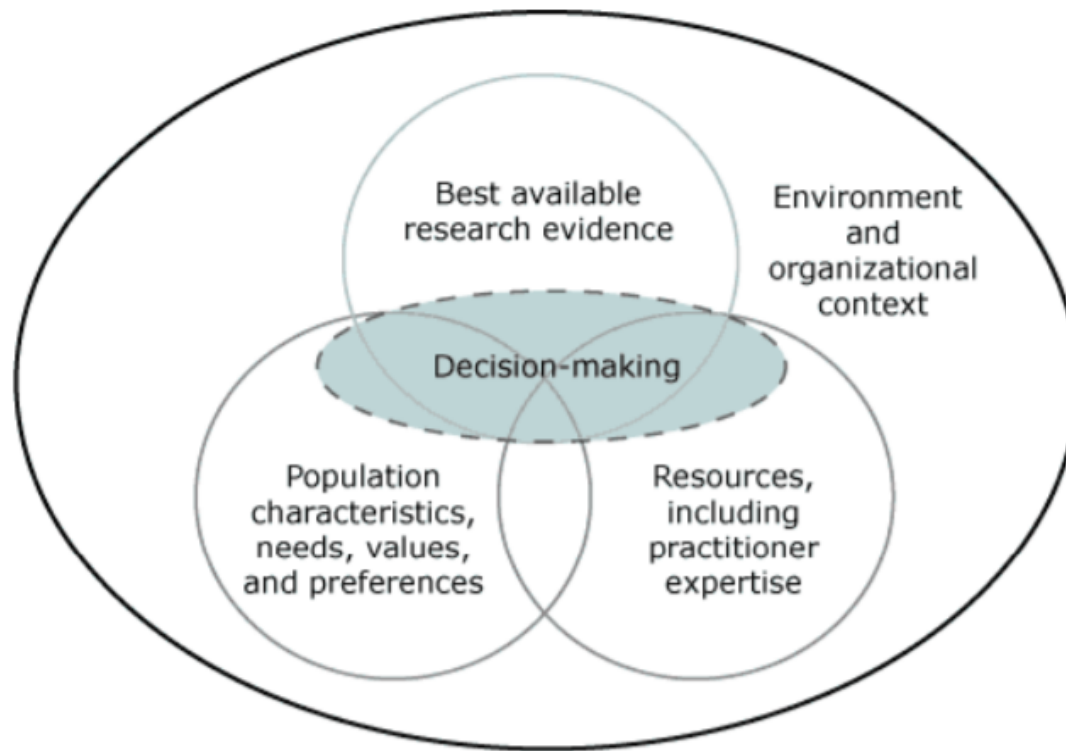 Best available
research evidence
Environment
and
organizational
context
Decision-making
Population
characteristics,
needs, values,
and preferences
Resources,
including
practitioner
expertise